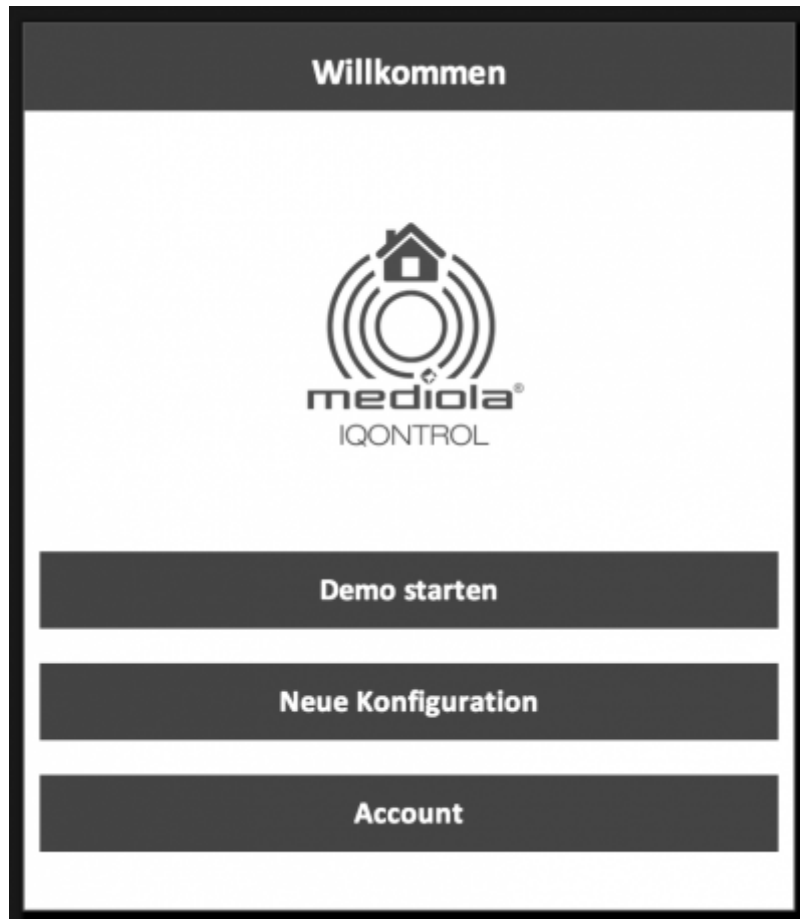 Willkommen
mediola®
IQONTROL
Demo starten
Neue Konfiguration
Account